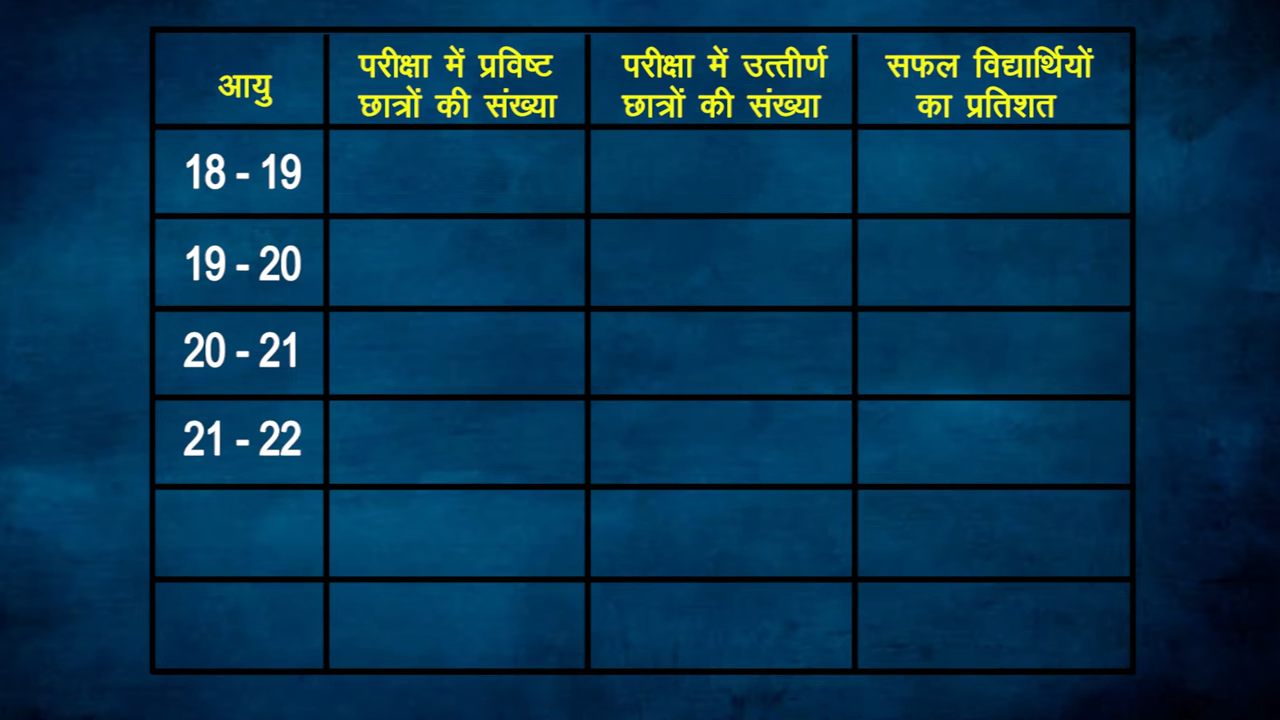 आयु
परीक्षा में प्रविष्ट
छात्रों की संख्या
परीक्षा में उत्तीर्ण
छात्रों की संख्या
सफल विद्यार्थियों
का प्रतिशत
18 - 19
19 - 20
20 - 21
21 - 22